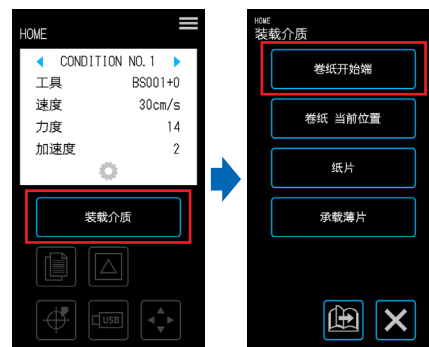 HOME
CONDITION NO. 1
工具 BS001+0
速度 30cm/s
力度 14
加速度 2
装载介质
USB
HOME
装载介质
卷纸开始端
卷纸 当前位置
纸片
承载薄片